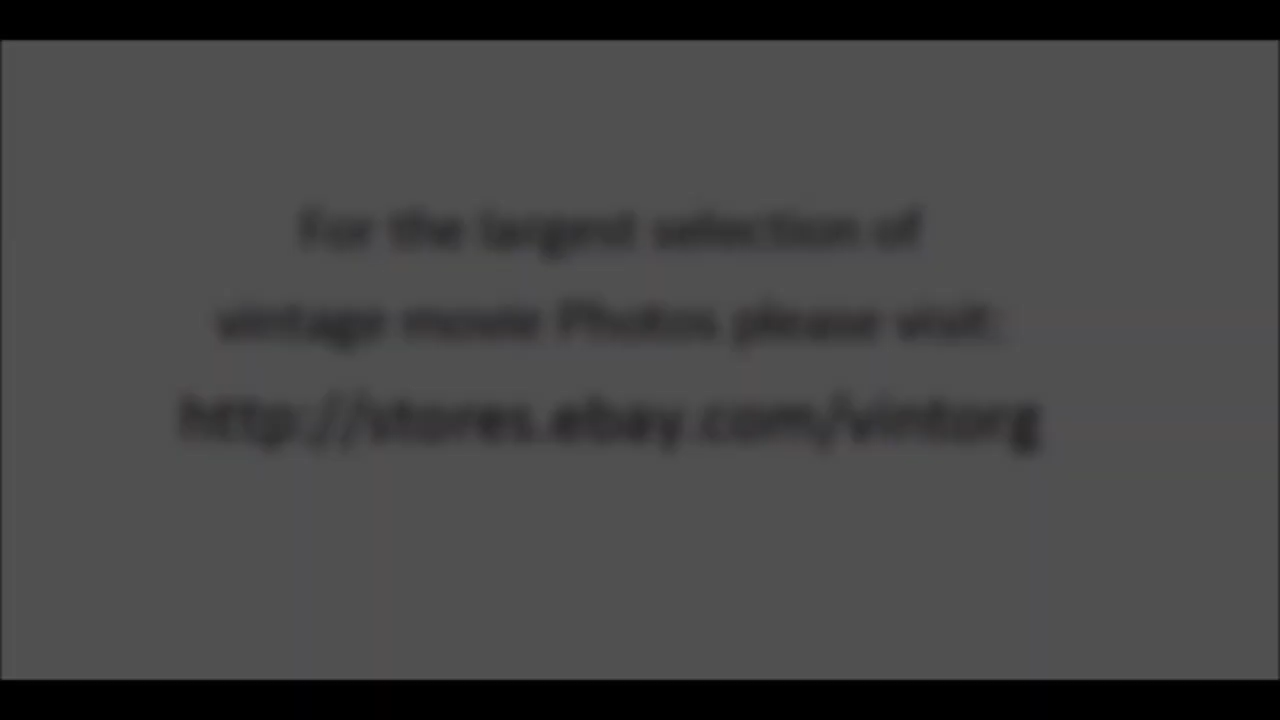 For the largest selection of
vintage movie Photos please visit:
http://stores.ebay.com/vintorg